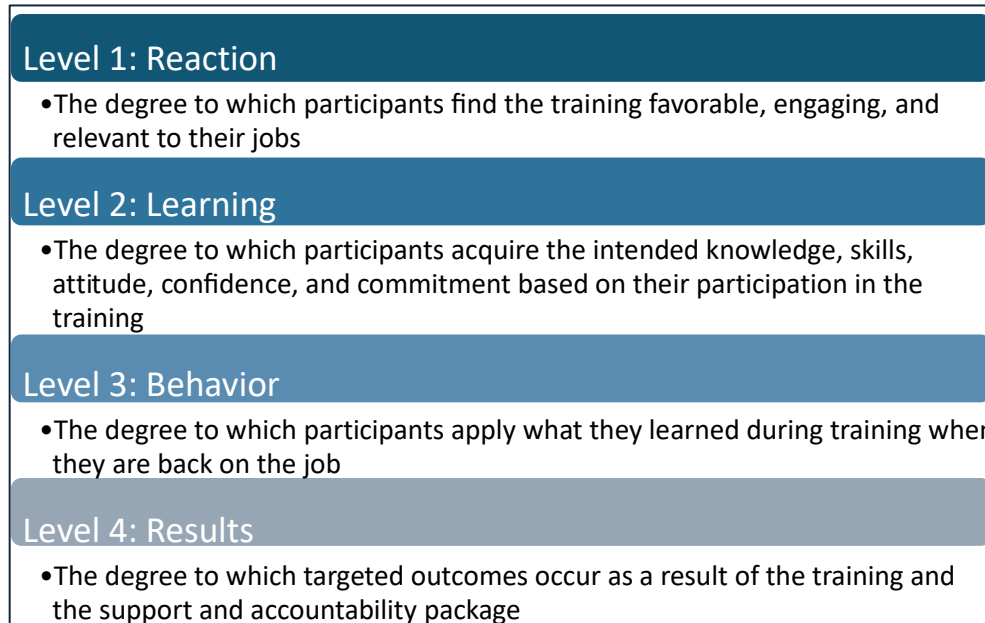 Level 1: Reaction
•The degree to which participants find the training favorable, engaging, and
relevant to their jobs
Level 2: Learning
•The degree to which participants acquire the intended knowledge, skills,
attitude, confidence, and commitment based on their participation in the
training
Level 3: Behavior
•The degree to which participants apply what they learned during training when
they are back on the job
Level 4: Results
•The degree to which targeted outcomes occur as a result of the training and
the support and accountability package